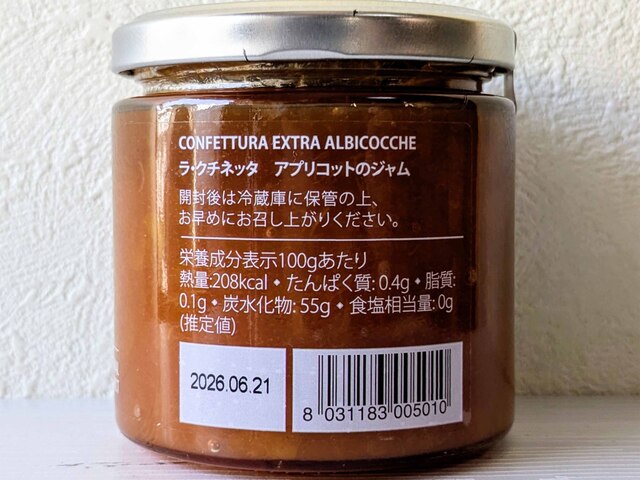 CONFETTURA EXTRA ALBICOCCHE
ラ・クチネッタ　アプリコットのジャム
開封後は冷蔵庫に保管の上、
お早めにお召し上がりください。
栄養成分表示100gあたり
熱量:208kcal ◆ たんぱく質: 0.4g ◆ 脂質:
0.1g ◆ 炭水化物: 55g ◆ 食塩相当量: 0g
(推定値)
2026.06.21
8 031183 005010